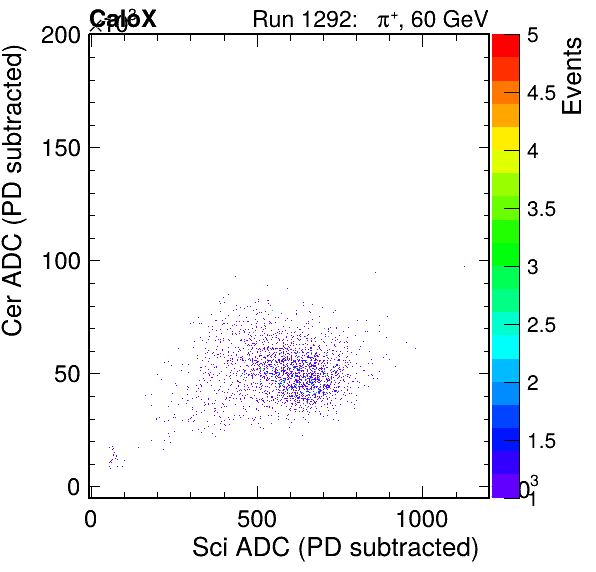 CaloX
×10³
Run 1292: π⁺, 60 GeV
200
150
100
50
0
Cer ADC (PD subtracted)
0 500 1000
Sci ADC (PD subtracted)
5
4.5
4
3.5
3
2.5
2
1.5
1
Events